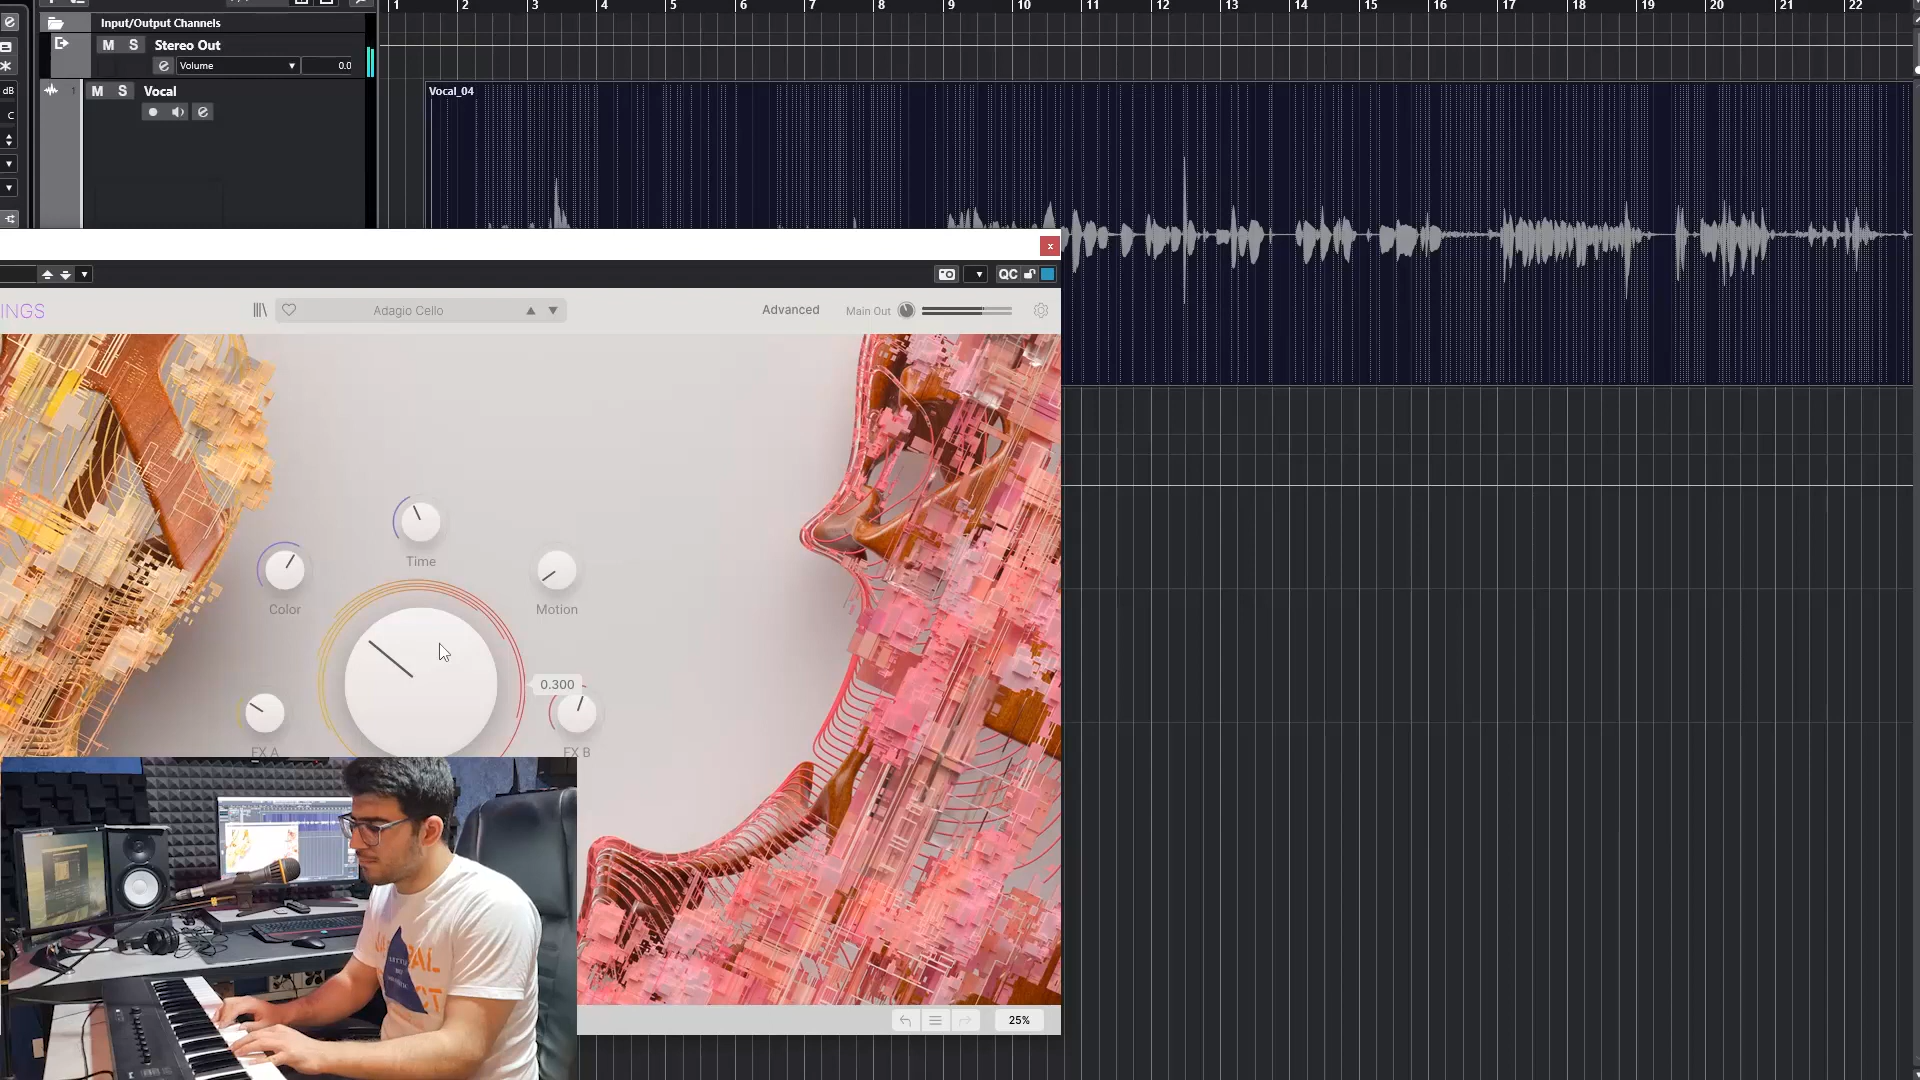 1 2 3 4 5 6 7 8 9 10 11 12 13 14 15 16 17 18 19 20 21 22
Input/Output Channels
M S Stereo Out
e Volume 0.0
1 M S Vocal
e
dB
C
Vocal_04
QC
INGS
Adagio Cello
Advanced
Main Out
Time
Color
Motion
0.300
FX A
FX B
25%